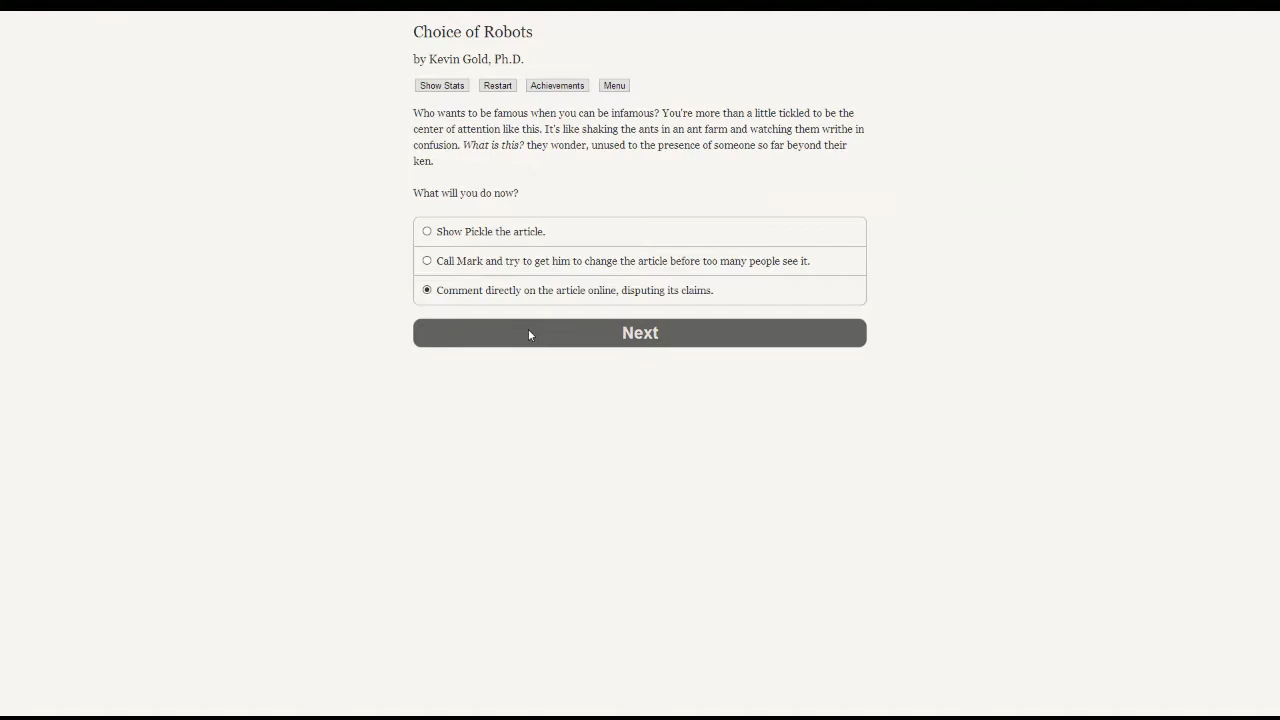 Choice of Robots
by Kevin Gold, Ph.D.
Show Stats Restart Achievements Menu
Who wants to be famous when you can be infamous? You're more than a little tickled to be the
center of attention like this. It's like shaking the ants in an ant farm and watching them writhe in
confusion. What is this? they wonder, unused to the presence of someone so far beyond their
ken.
What will you do now?
Show Pickle the article.
Call Mark and try to get him to change the article before too many people see it.
Comment directly on the article online, disputing its claims.
Next